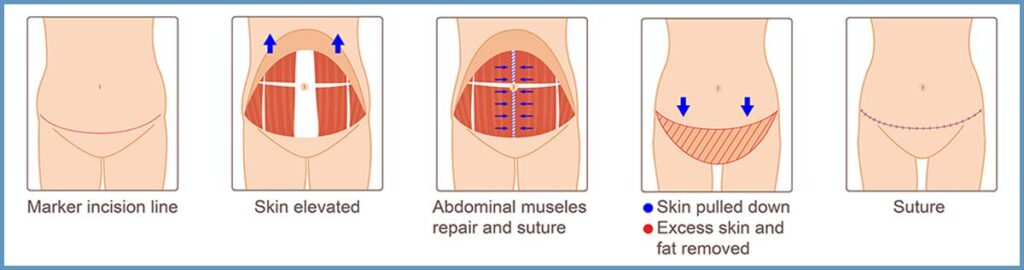 Marker incision line
Skin elevated
Abdominal museles
repair and suture
Skin pulled down
Excess skin and
fat removed
Suture